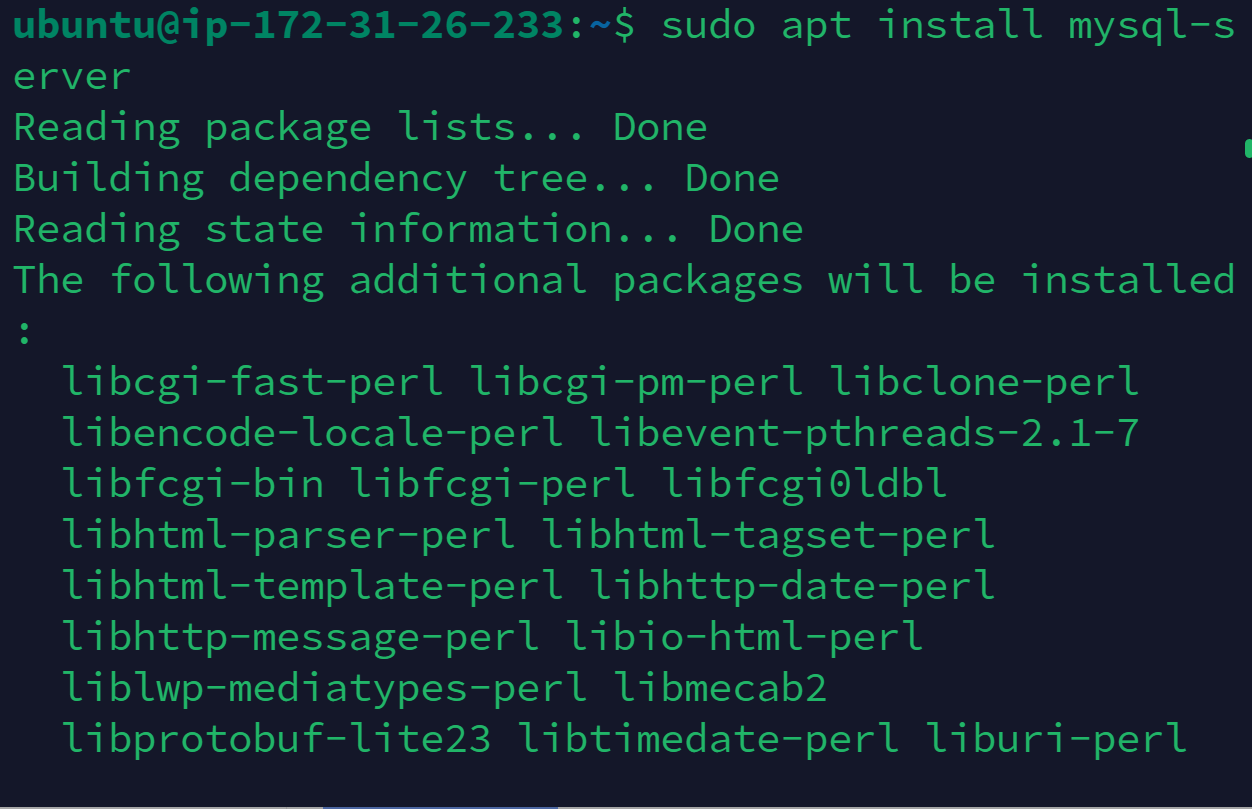 ubuntu@ip-172-31-26-233:~$ sudo apt install mysql-s
erver
Reading package lists... Done
Building dependency tree... Done
Reading state information... Done
The following additional packages will be installed
:
  libcgi-fast-perl libcgi-pm-perl libclone-perl
  libencode-locale-perl libevent-pthreads-2.1-7
  libfcgi-bin libfcgi-perl libfcgi0ldbl
  libhtml-parser-perl libhtml-tagset-perl
  libhtml-template-perl libhttp-date-perl
  libhttp-message-perl libio-html-perl
  liblwp-mediatypes-perl libmecab2
  libprotobuf-lite23 libtimedate-perl liburi-perl